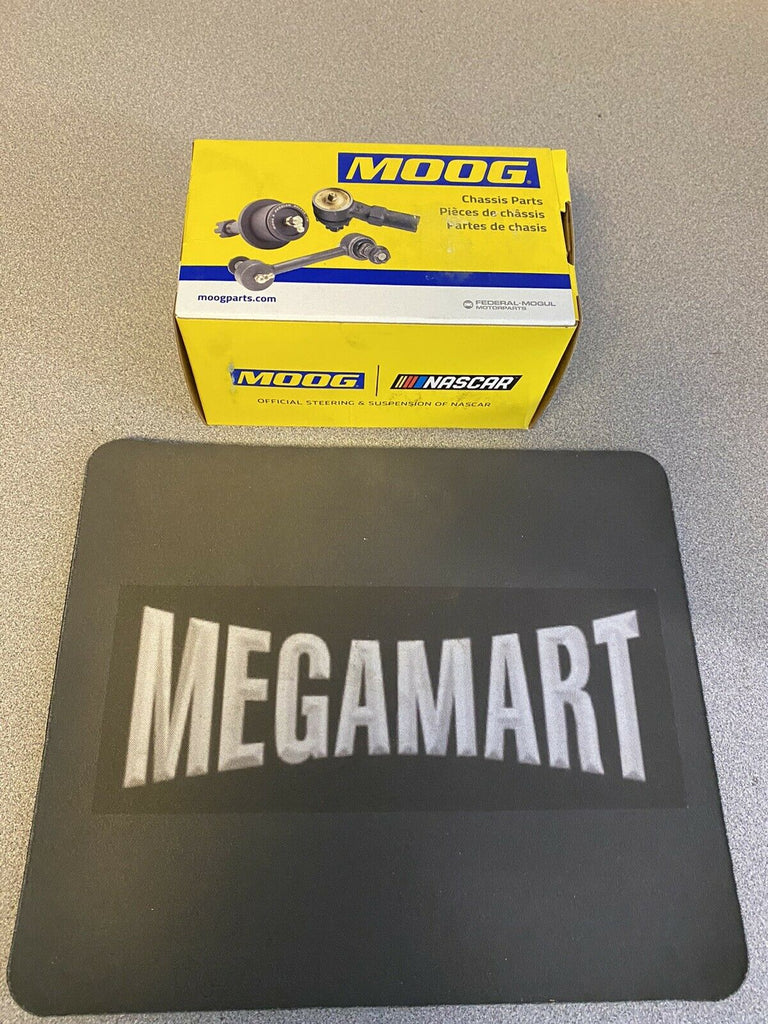 MOOG
Chassis Parts
Pièces de châssis
Partes de chasis
moogparts.com
FEDERAL-MOGUL
MOTORPARTS
MOOG | NASCAR
OFFICIAL STEERING & SUSPENSION OF NASCAR
MEGAMART